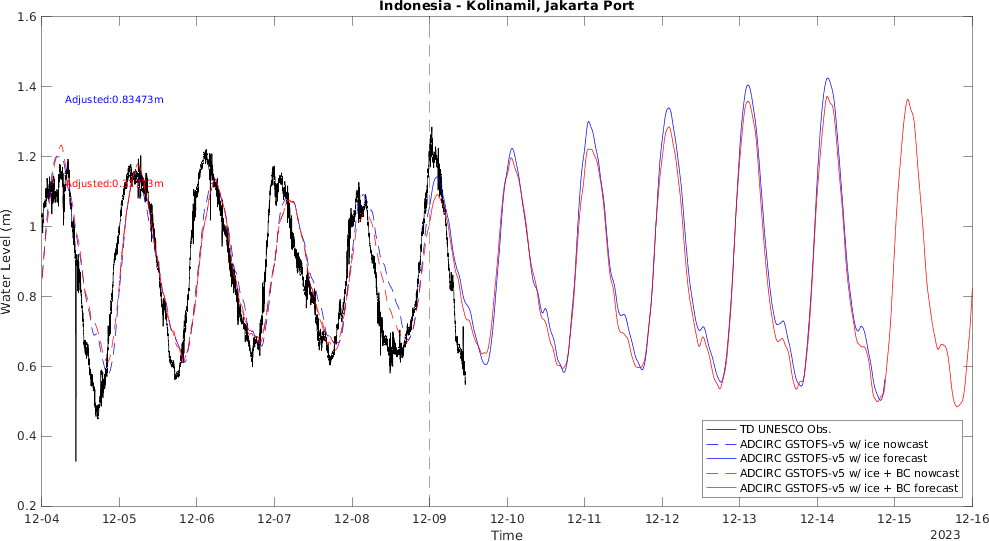 Indonesia - Kolinamil, Jakarta Port
1.6
1.4
1.2
1
0.8
0.6
0.4
0.2
Water Level (m)
Adjusted:0.83473m
12-04
12-05
12-06
12-07
12-08
12-09
12-10
12-11
12-12
12-13
12-14
12-15
12-16
Time
2023
TD UNESCO Obs.
ADCIRC GSTOFS-v5 w/ ice nowcast
ADCIRC GSTOFS-v5 w/ ice forecast
ADCIRC GSTOFS-v5 w/ ice + BC nowcast
ADCIRC GSTOFS-v5 w/ ice + BC forecast